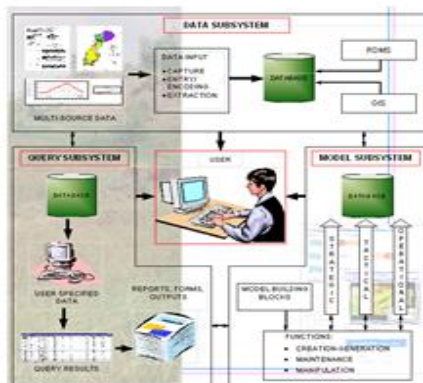 DATA SUBSYSTEM
DATA INPUT
CAPTURE
ENTRY/
ENCODING
EXTRACTION
DATABASE
RDMS
GIS
MULTI-SOURCE DATA
QUERY SUBSYSTEM
USER
MODEL SUBSYSTEM
DATABASE
DATABASE
STRATEGIC
TACTICAL
OPERATIONAL
USER SPECIFIED
DATA
REPORTS, FORMS,
OUTPUTS
MODEL BUILDING
BLOCKS
QUERY RESULTS
FUNCTIONS:
CREATION-GENERATION
MAINTENANCE
MANIPULATION